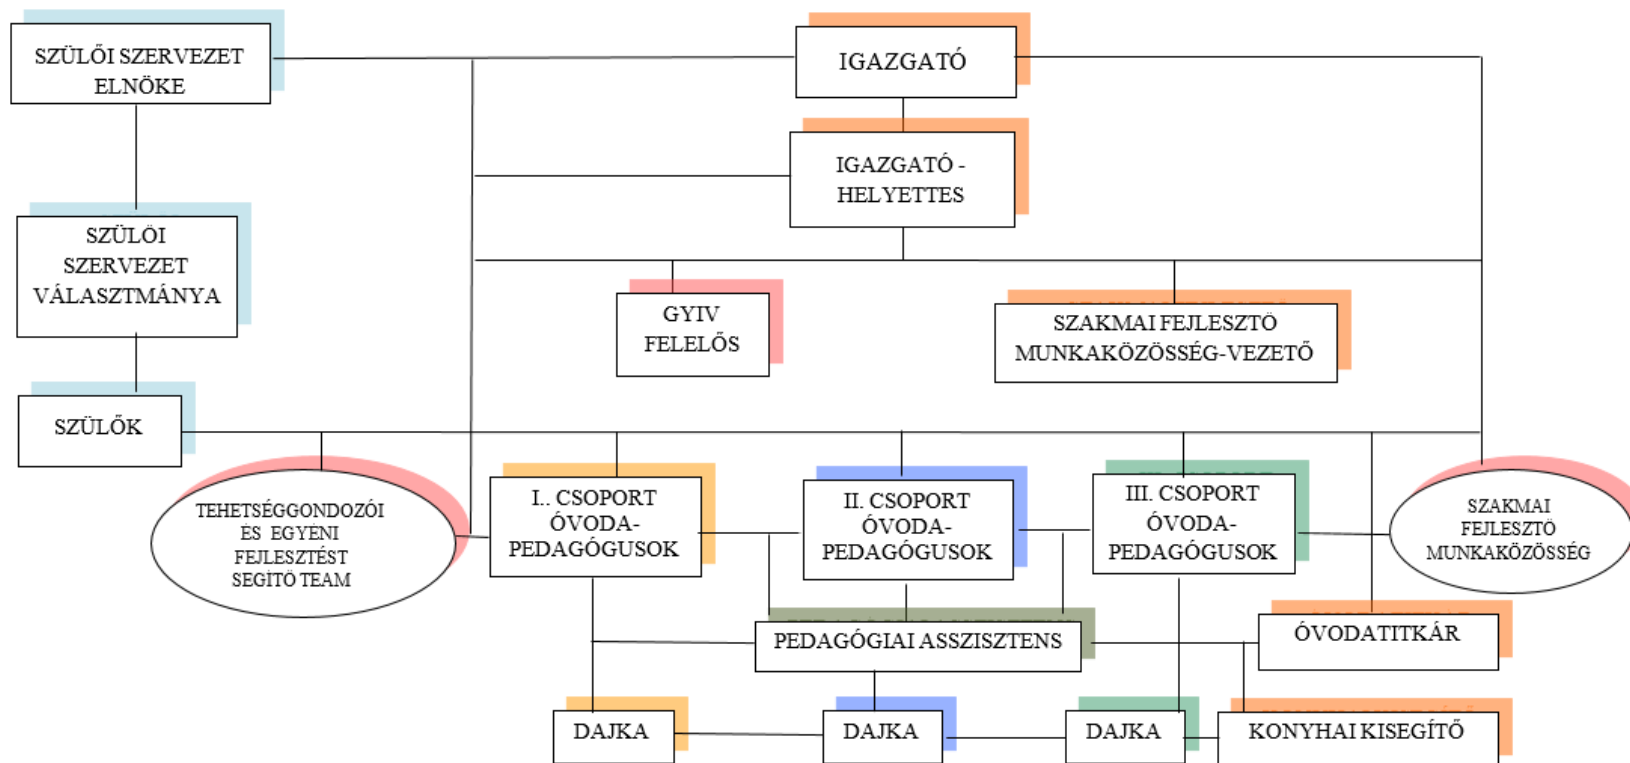 SZÜLŐI SZERVEZET
ELNÖKE
IGAZGATÓ
IGAZGATÓ -
HELYETTES
SZÜLŐI
SZERVEZET
VÁLASZTMÁNYA
GYIV
FELELŐS
SZAKMAI FEJLESZTŐ
MUNKAKÖZÖSSÉG-VEZETŐ
SZÜLŐK
TEHETSÉGGONDOZÓI
ÉS EGYÉNI
FEJLESZTÉST
SEGÍTŐ TEAM
I.. CSOPORT
ÓVODA-
PEDAGÓGUSOK
II. CSOPORT
ÓVODA-
PEDAGÓGUSOK
III. CSOPORT
ÓVODA-
PEDAGÓGUSOK
SZAKMAI
FEJLESZTŐ
MUNKAKÖZÖSSÉG
PEDAGÓGIAI ASSZISZTENS
ÓVODATITKÁR
DAJKA
DAJKA
DAJKA
KONYHAI KISEGÍTŐ